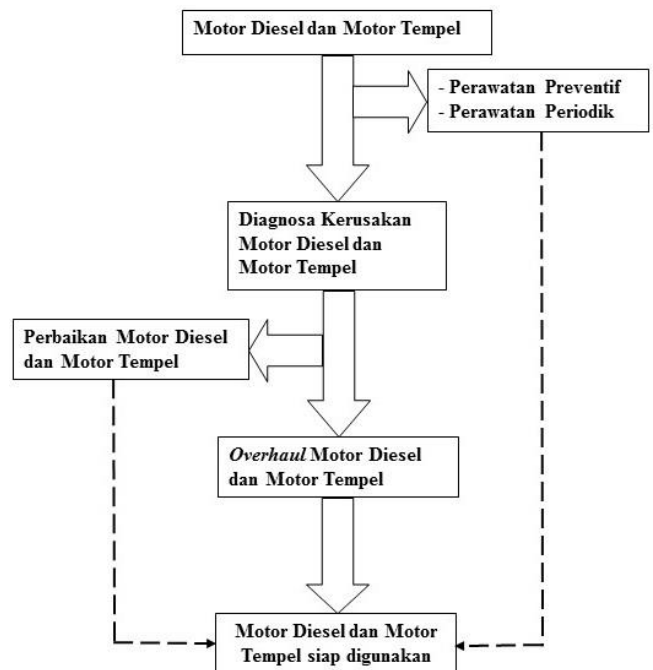 Motor Diesel dan Motor Tempel
- Perawatan Preventif
- Perawatan Periodik
Diagnosa Kerusakan
Motor Diesel dan
Motor Tempel
Perbaikan Motor Diesel
dan Motor Tempel
Overhaul Motor Diesel
dan Motor Tempel
Motor Diesel dan Motor
Tempel siap digunakan